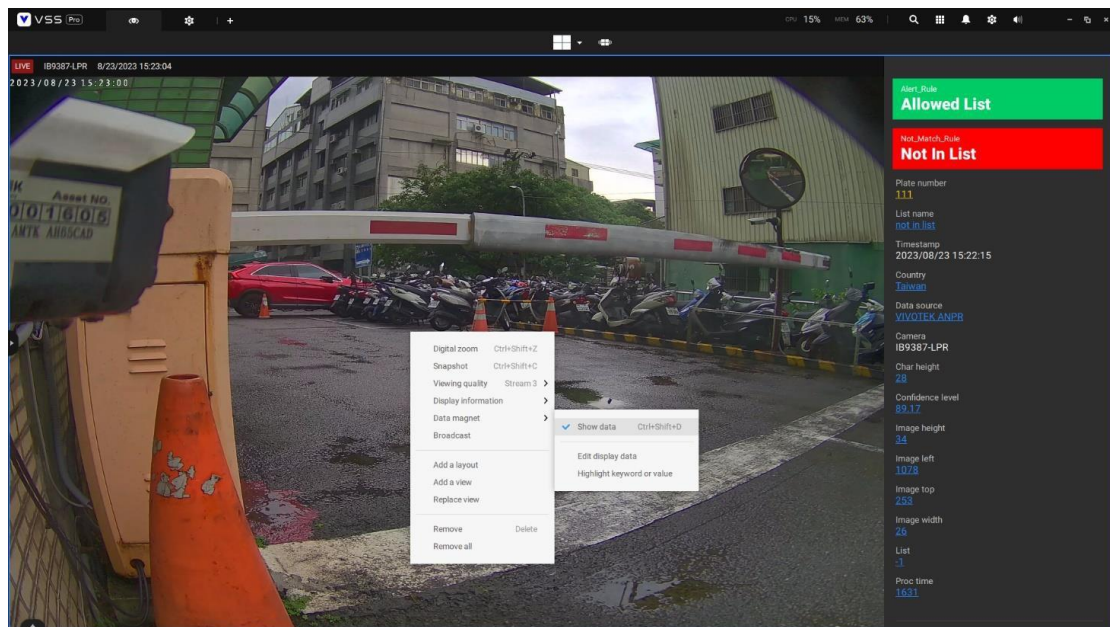 VSS Pro
CPU 15% MEM 63%
LIVE IB9387-LPR 8/23/2023 15:23:04
2023/08/23 15:23:00
Asset No.
001605
AMTK AH65CAD
Digital zoom Ctrl+Shift+Z
Snapshot Ctrl+Shift+C
Viewing quality Stream 3
Display information
Data magnet
Broadcast
Add a layout
Add a view
Replace view
Remove Delete
Remove all
Show data Ctrl+Shift+D
Edit display data
Highlight keyword or value
Alert_Rule
Allowed List
Not_Match_Rule
Not In List
Plate number
111
List name
not in list
Timestamp
2023/08/23 15:22:15
Country
Taiwan
Data source
VIVOTEK ANPR
Camera
IB9387-LPR
Char height
28
Confidence level
89.17
Image height
34
Image left
1078
Image top
253
Image width
26
List
-1
Proc time
1631